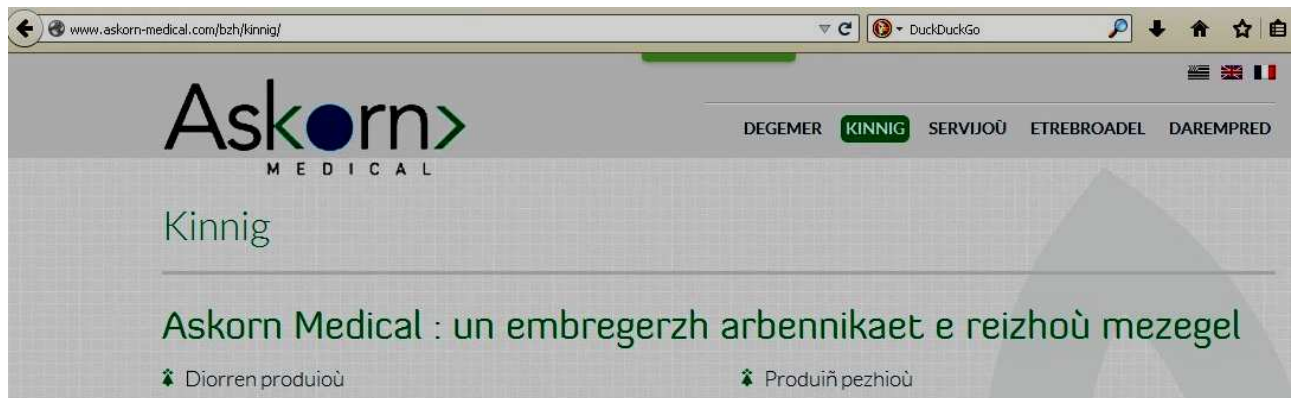 www.askorn-medical.com/bzh/kinnig/
DuckDuckGo
Askorn>
MEDICAL
DEGEMER KINNIG SERVIJOÙ ETREBROADEL DAREMPRED
Kinnig
Askorn Medical : un embregerzh arbennikaet e reizhoù mezegel
Diorren produioù
Produiñ pezhioù